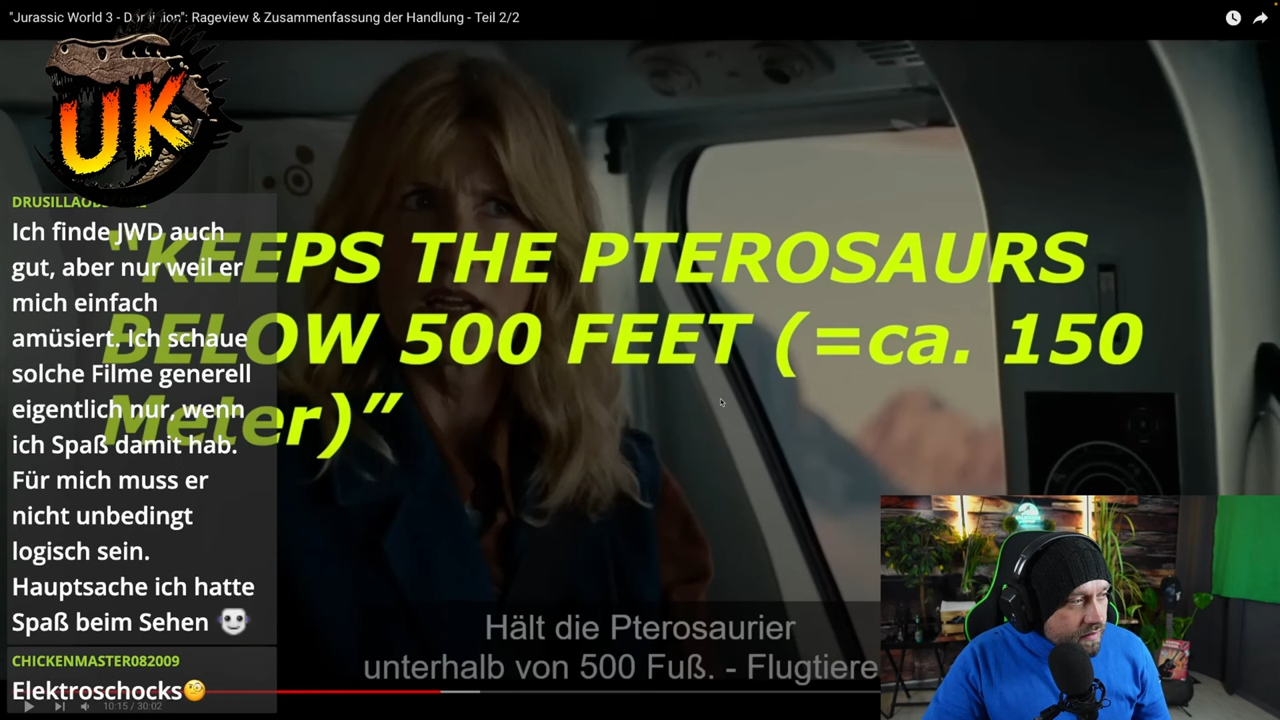 "Jurassic World 3 - Dominion": Rageview & Zusammenfassung der Handlung - Teil 2/2
UK
Ich finde JWD auch
gut, aber nur weil er
mich einfach
amüsiert. Ich schaue
solche Filme generell
eigentlich nur, wenn
ich Spaß damit hab.
Für mich muss er
nicht unbedingt
logisch sein.
Hauptsache ich hatte
Spaß beim Sehen
CHICKENMASTER082009
Elektroschocks
"KEEPS THE PTEROSAURS
BELOW 500 FEET (=ca. 150
Meter)"
Hält die Pterosaurier
unterhalb von 500 Fuß. - Flugtiere
10:15 / 30:02